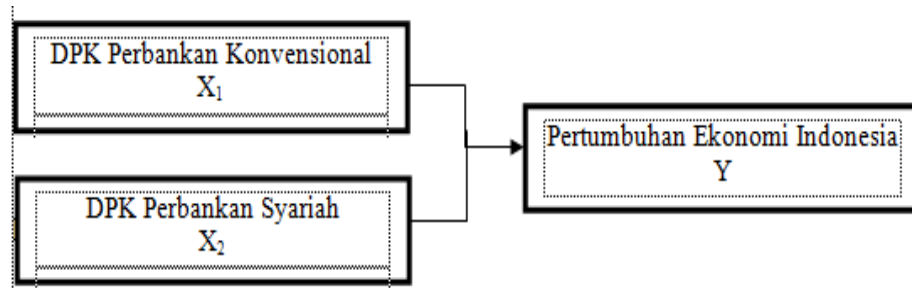 DPK Perbankan Konvensional
X₁
DPK Perbankan Syariah
X₂
Pertumbuhan Ekonomi Indonesia
Y